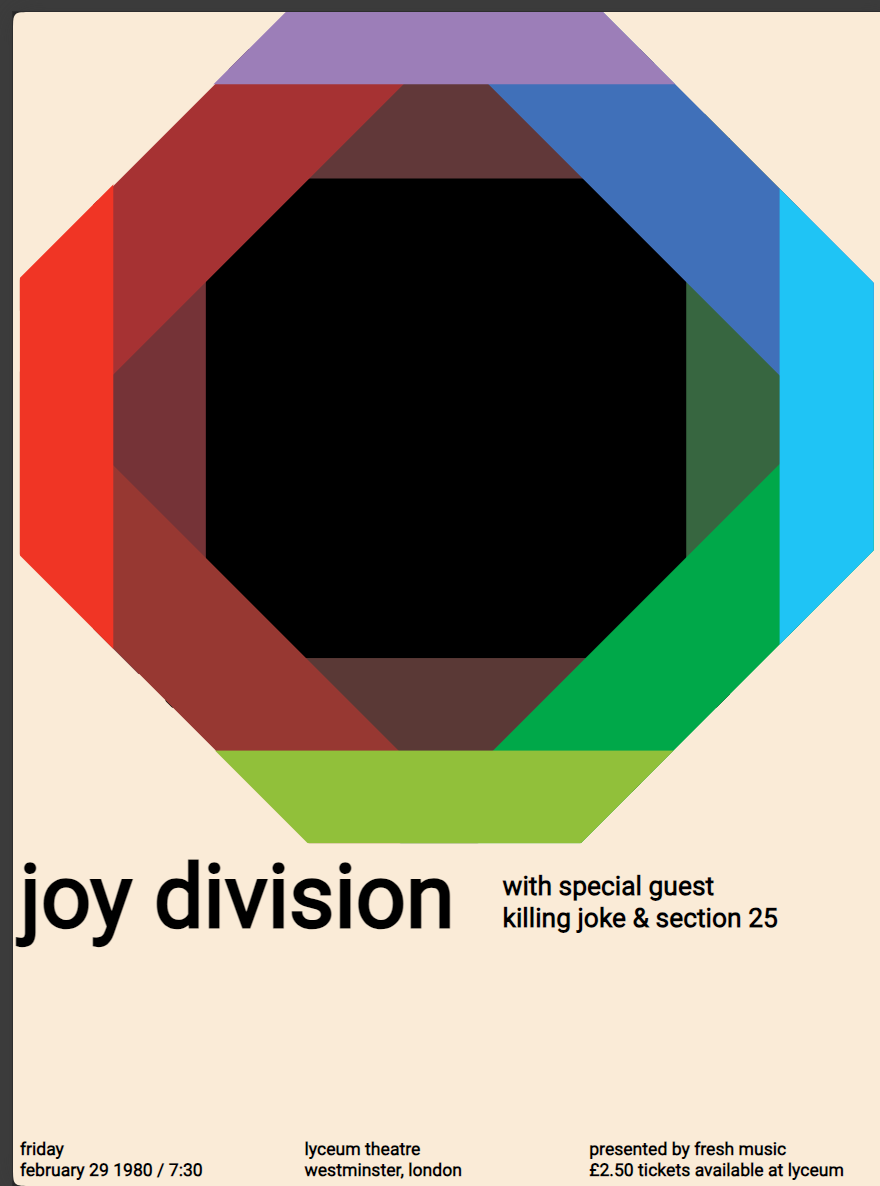 joy division
with special guest
killing joke & section 25
friday
february 29 1980 / 7:30
lyceum theatre
westminster, london
presented by fresh music
£2.50 tickets available at lyceum